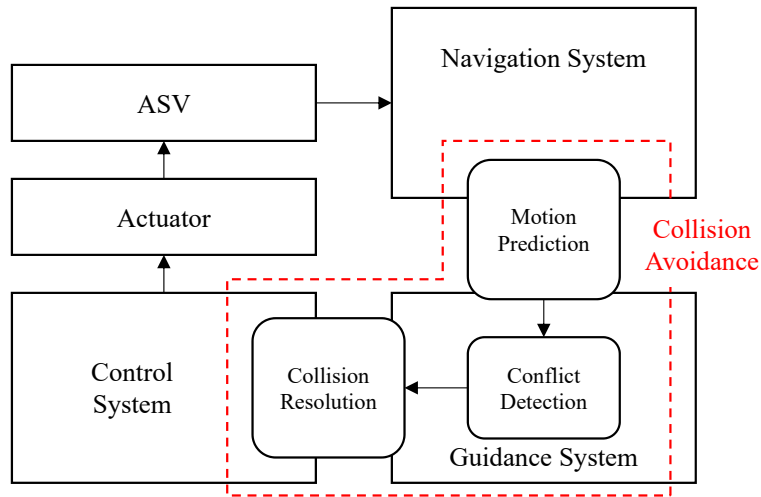 Navigation System
ASV
Actuator
Motion
Prediction
Collision
Avoidance
Control
System
Collision
Resolution
Conflict
Detection
Guidance System